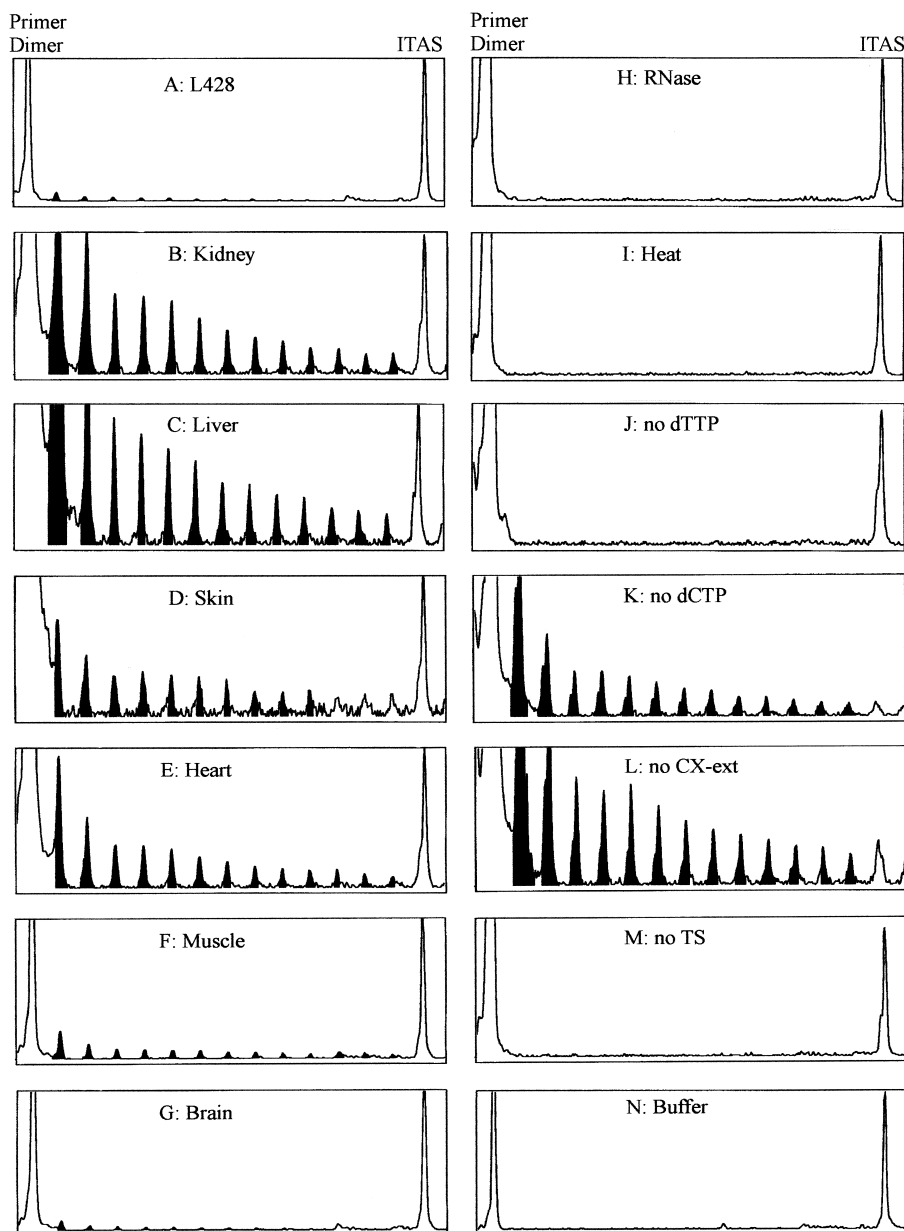 Primer
Dimer
ITAS
A: L428
B: Kidney
C: Liver
D: Skin
E: Heart
F: Muscle
G: Brain
Primer
Dimer
ITAS
H: RNase
I: Heat
J: no dTTP
K: no dCTP
L: no CX-ext
M: no TS
N: Buffer